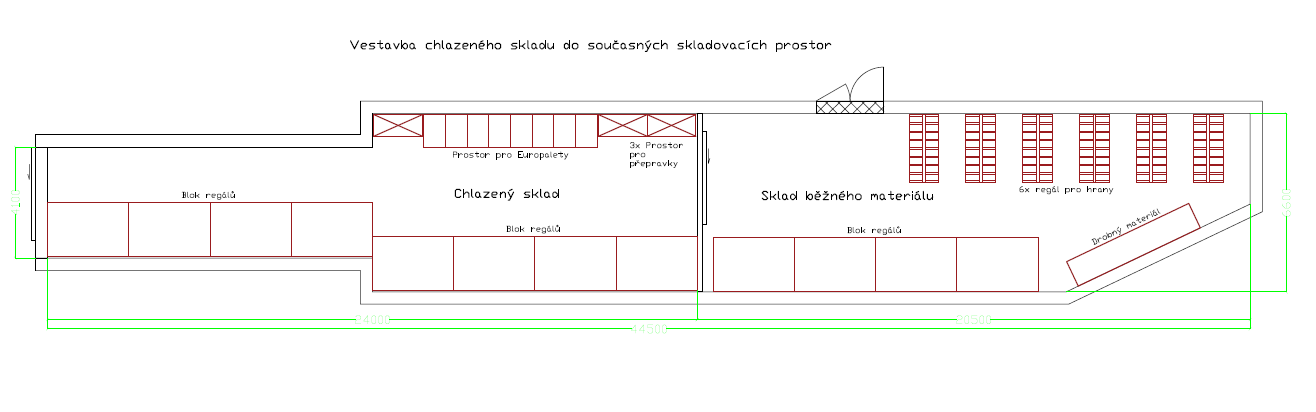 Vestavba chlazeného skladu do současných skladovacích prostor
3x Prostor
pro
přepravky
Prostor pro Europalety
Chlazený sklad
Sklad běžného materiálu
6x regál pro hrany
Blok regálů
Blok regálů
Blok regálů
Drobný materiál
24000
20500
44500